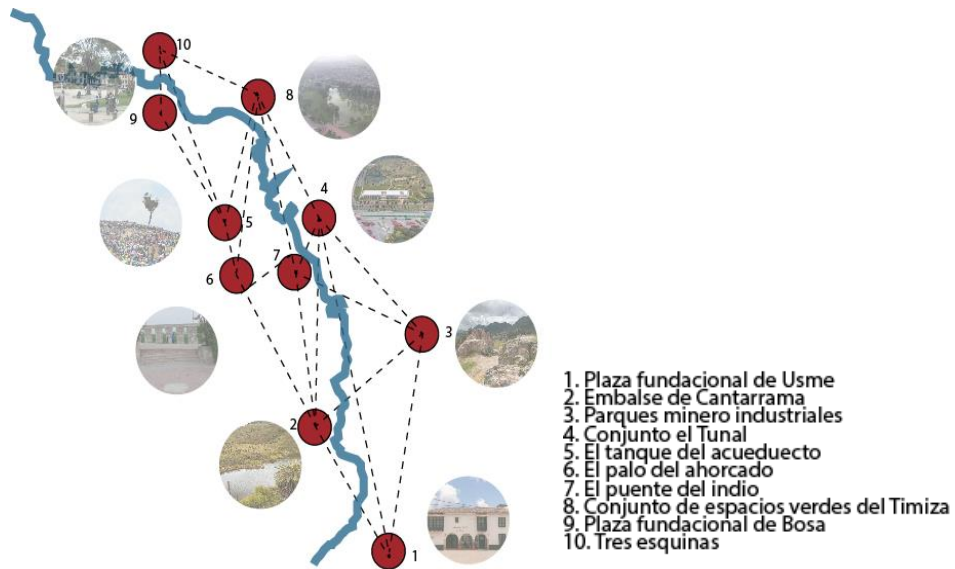 10
8
9
4
5
7
6
3
2
1
1. Plaza fundacional de Usme
2. Embalse de Cantarrama
3. Parques minero industriales
4. Conjunto el Tunal
5. El tanque del acueduecto
6. El palo del ahorcado
7. El puente del indio
8. Conjunto de espacios verdes del Timiza
9. Plaza fundacional de Bosa
10. Tres esquinas